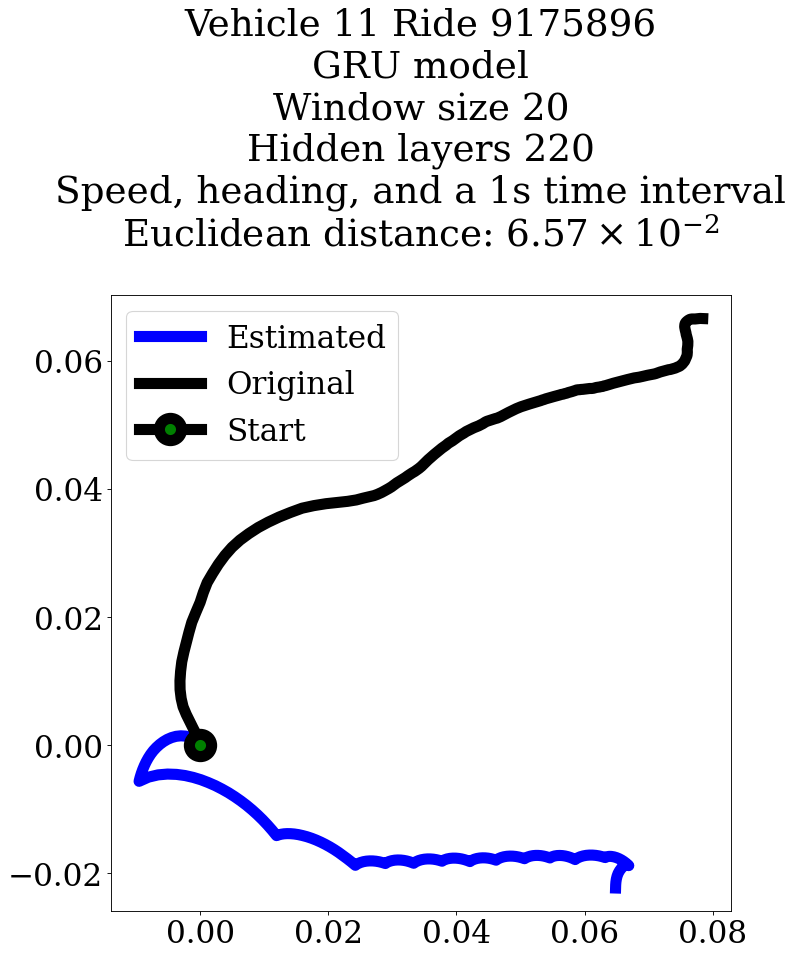 Vehicle 11 Ride 9175896
GRU model
Window size 20
Hidden layers 220
Speed, heading, and a 1s time interval
Euclidean distance: 6.57 × 10⁻²
Estimated
Original
Start
0.06
0.04
0.02
0.00
−0.02
0.00 0.02 0.04 0.06 0.08